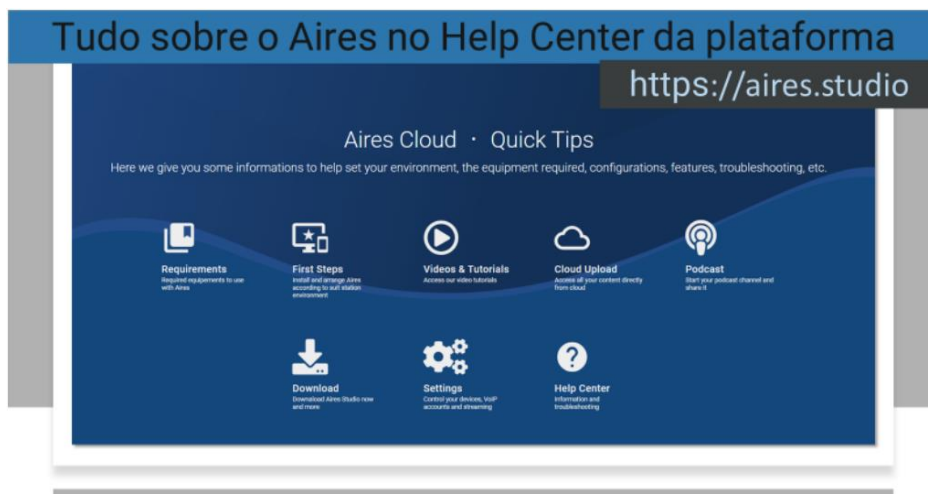 Tudo sobre o Aires no Help Center da plataforma
https://aires.studio
Aires Cloud · Quick Tips
Here we give you some informations to help set your environment, the equipment required, configurations, features, troubleshooting, etc.
Requirements
Required equipements to use
with Aires
First Steps
Install and arrange Aires
according to suit station
environment
Videos & Tutorials
Access our video tutorials
Cloud Upload
Access all your content directly
from cloud
Podcast
Start your podcast channel and
share it
Download
Download Aires Studio now
and more
Settings
Control your devices, VoIP
accounts and streaming
Help Center
Information and
troubleshooting